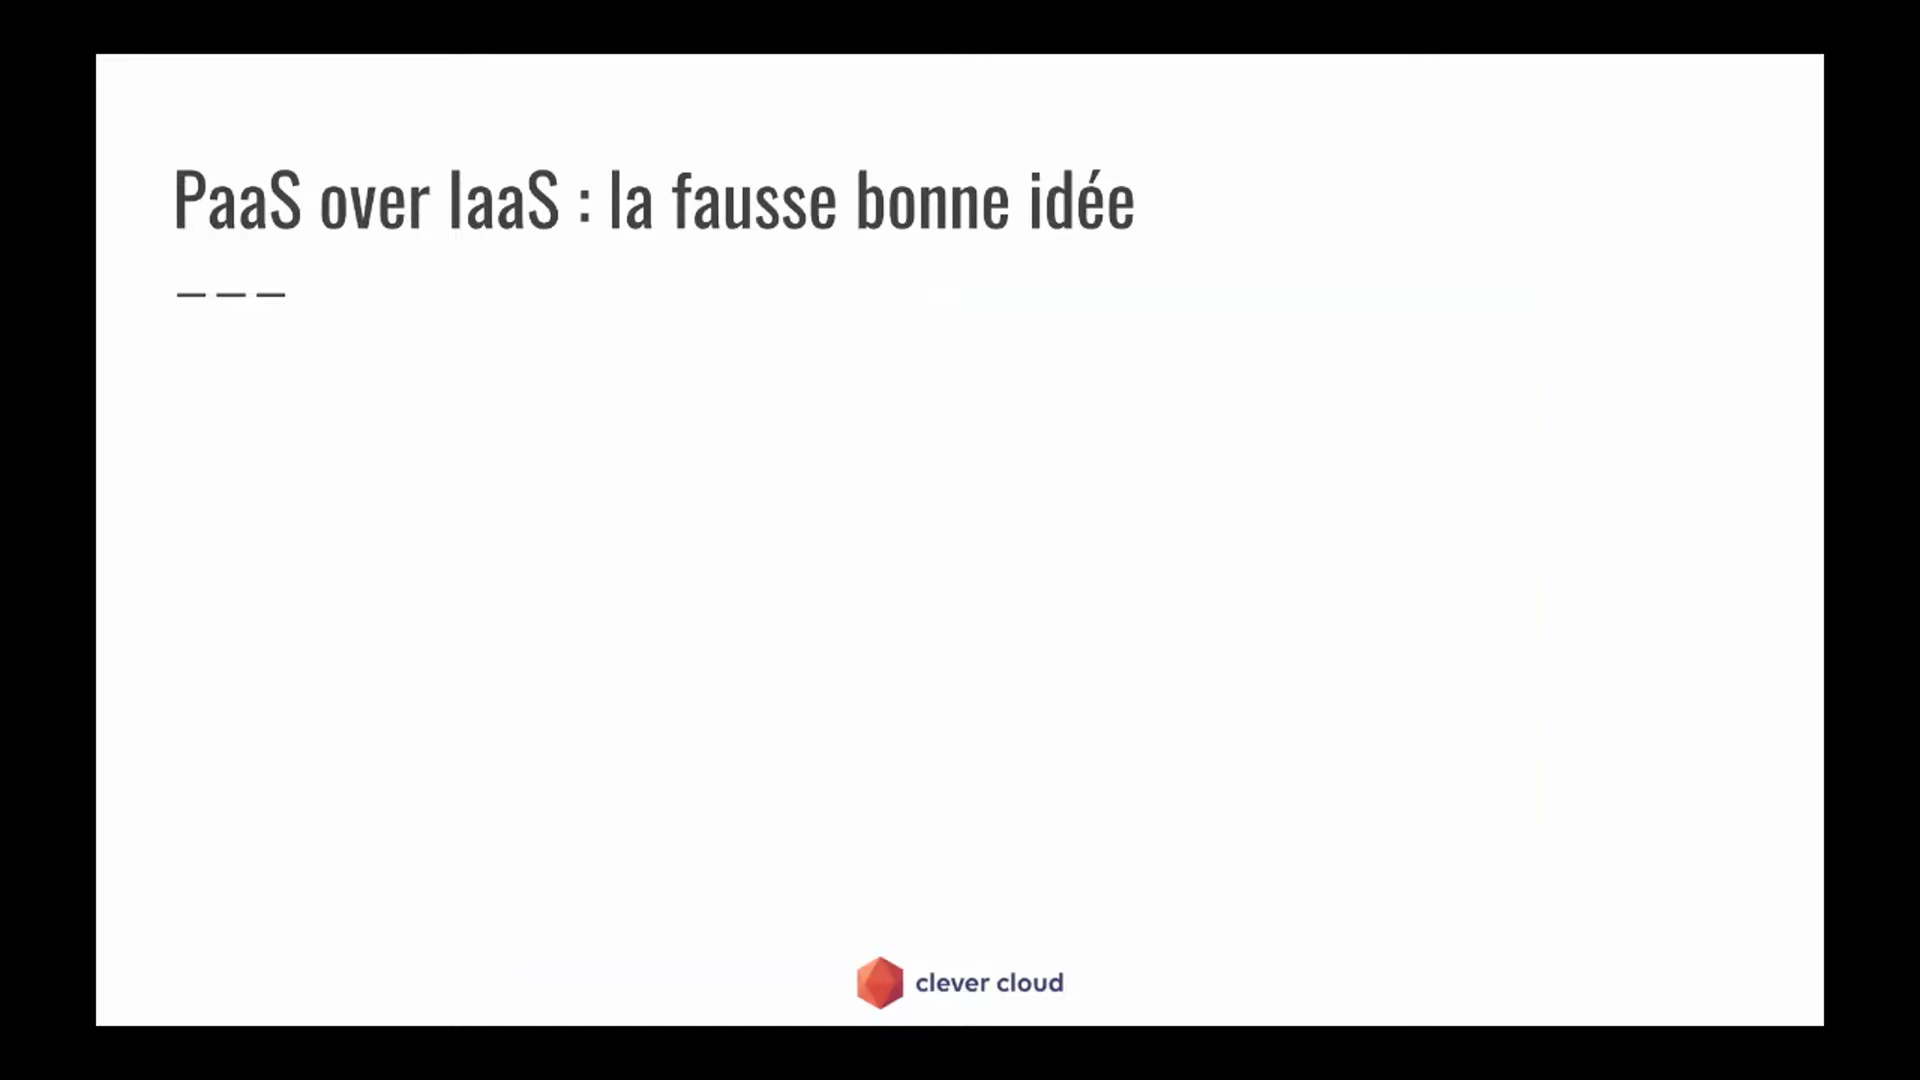 PaaS over IaaS : la fausse bonne idée
———
clever cloud